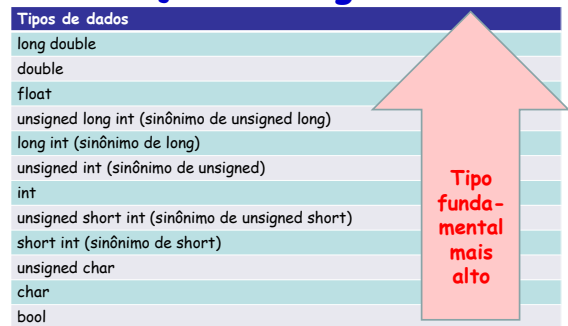 Tipos de dados
long double
double
float
unsigned long int (sinônimo de unsigned long)
long int (sinônimo de long)
unsigned int (sinônimo de unsigned)
int
unsigned short int (sinônimo de unsigned short)
short int (sinônimo de short)
unsigned char
char
bool
Tipo
funda-
mental
mais
alto